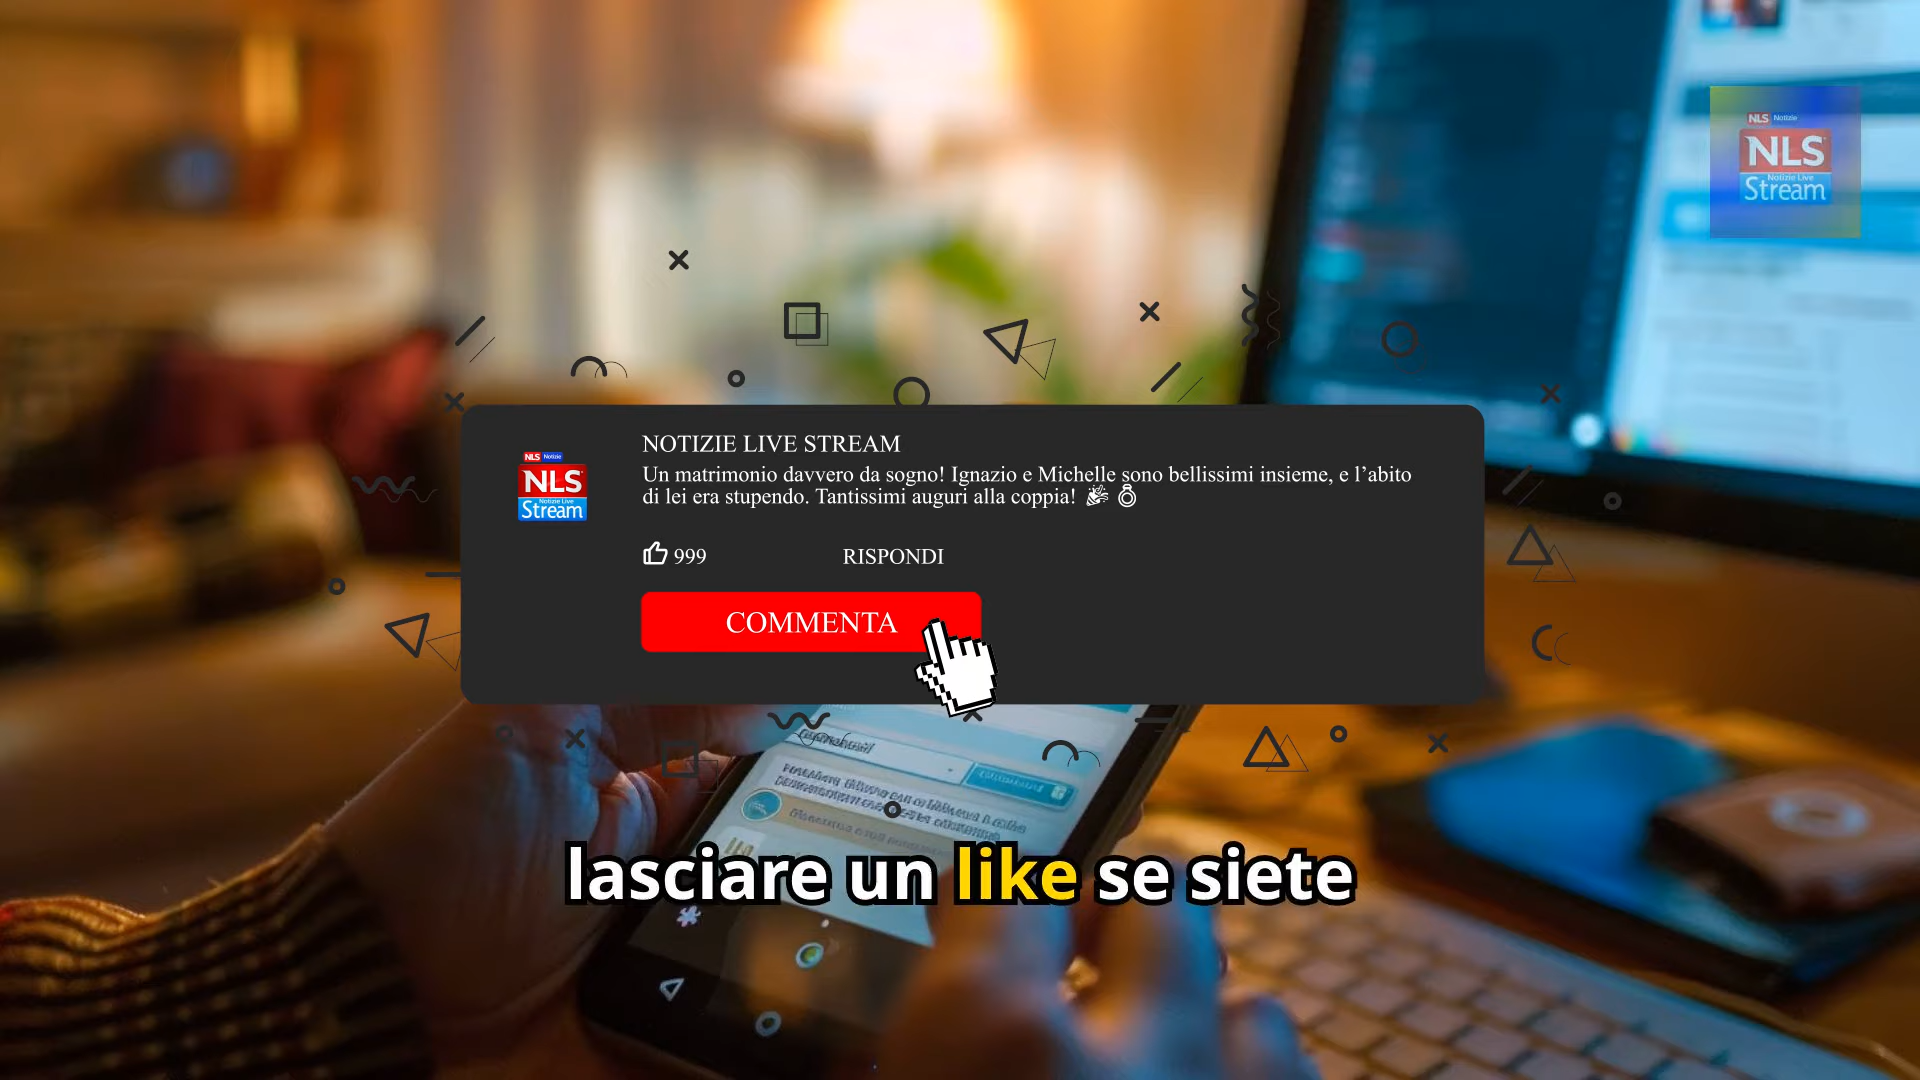 NLS Notizie
NLS
Notizie Live
Stream
NOTIZIE LIVE STREAM
Un matrimonio davvero da sogno! Ignazio e Michelle sono bellissimi insieme, e l’abito
di lei era stupendo. Tantissimi auguri alla coppia! 🎉 💍
NLS Notizie
NLS
Notizie Live
Stream
999
RISPONDI
COMMENTA
lasciare un like se siete